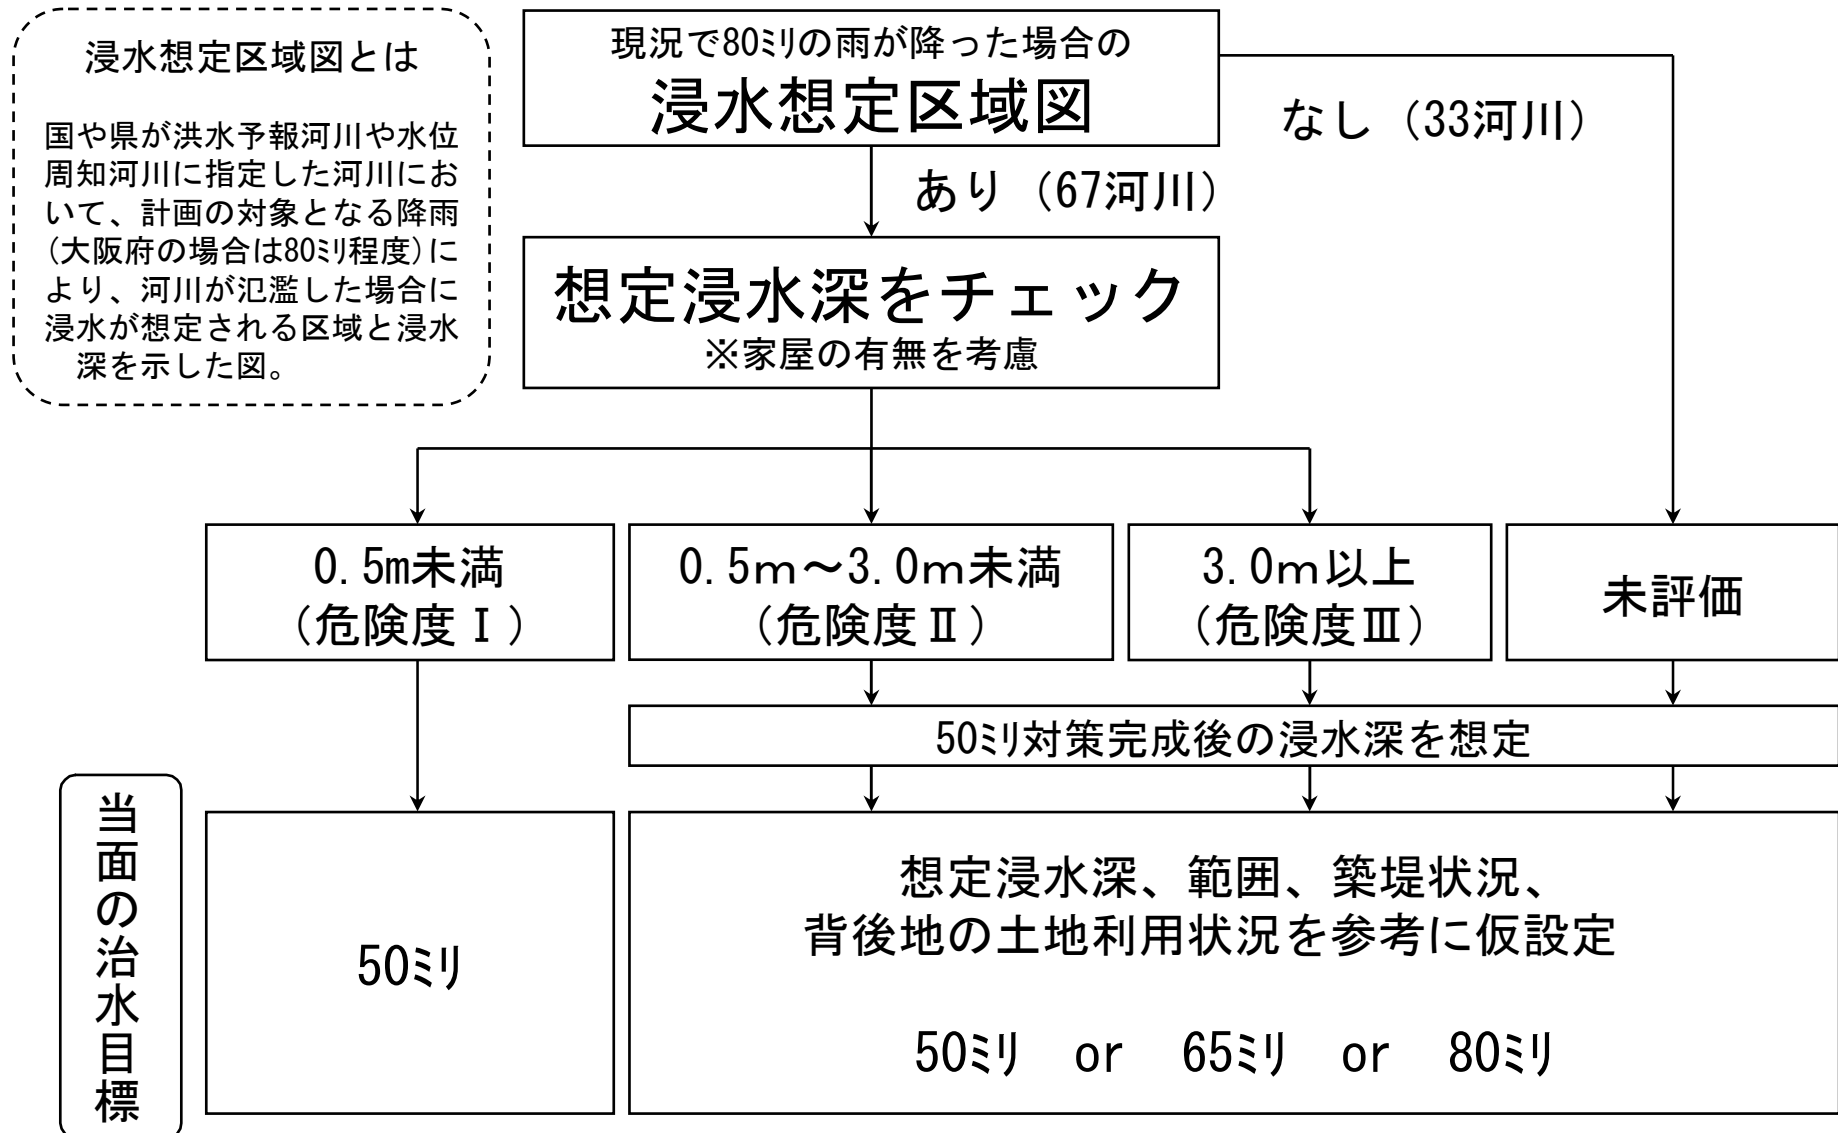 浸水想定区域図とは
国や県が洪水予報河川や水位
周知河川に指定した河川にお
いて、計画の対象となる降雨
(大阪府の場合は80ミリ程度)に
より、河川が氾濫した場合に
浸水が想定される区域と浸水
深を示した図。
現況で80ミリの雨が降った場合の
浸水想定区域図
なし（33河川）
あり（67河川）
想定浸水深をチェック
※家屋の有無を考慮
0.5m未満
（危険度Ⅰ）
0.5ｍ～3.0ｍ未満
（危険度Ⅱ）
3.0ｍ以上
（危険度Ⅲ）
未評価
50ミリ対策完成後の浸水深を想定
当面の治水目標
50ミリ
想定浸水深、範囲、築堤状況、
背後地の土地利用状況を参考に仮設定
50ミリ　or　65ミリ　or　80ミリ